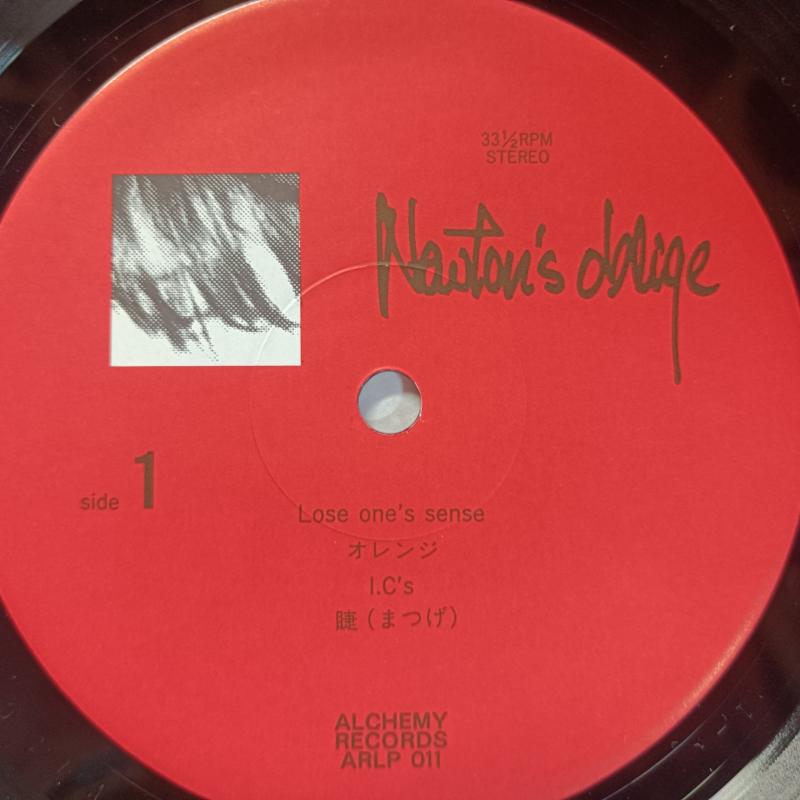 33½RPM
STEREO
Newton's oblige
side 1
Lose one's sense
オレンジ
I.C's
睫(まつげ)
ALCHEMY
RECORDS
ARLP 011